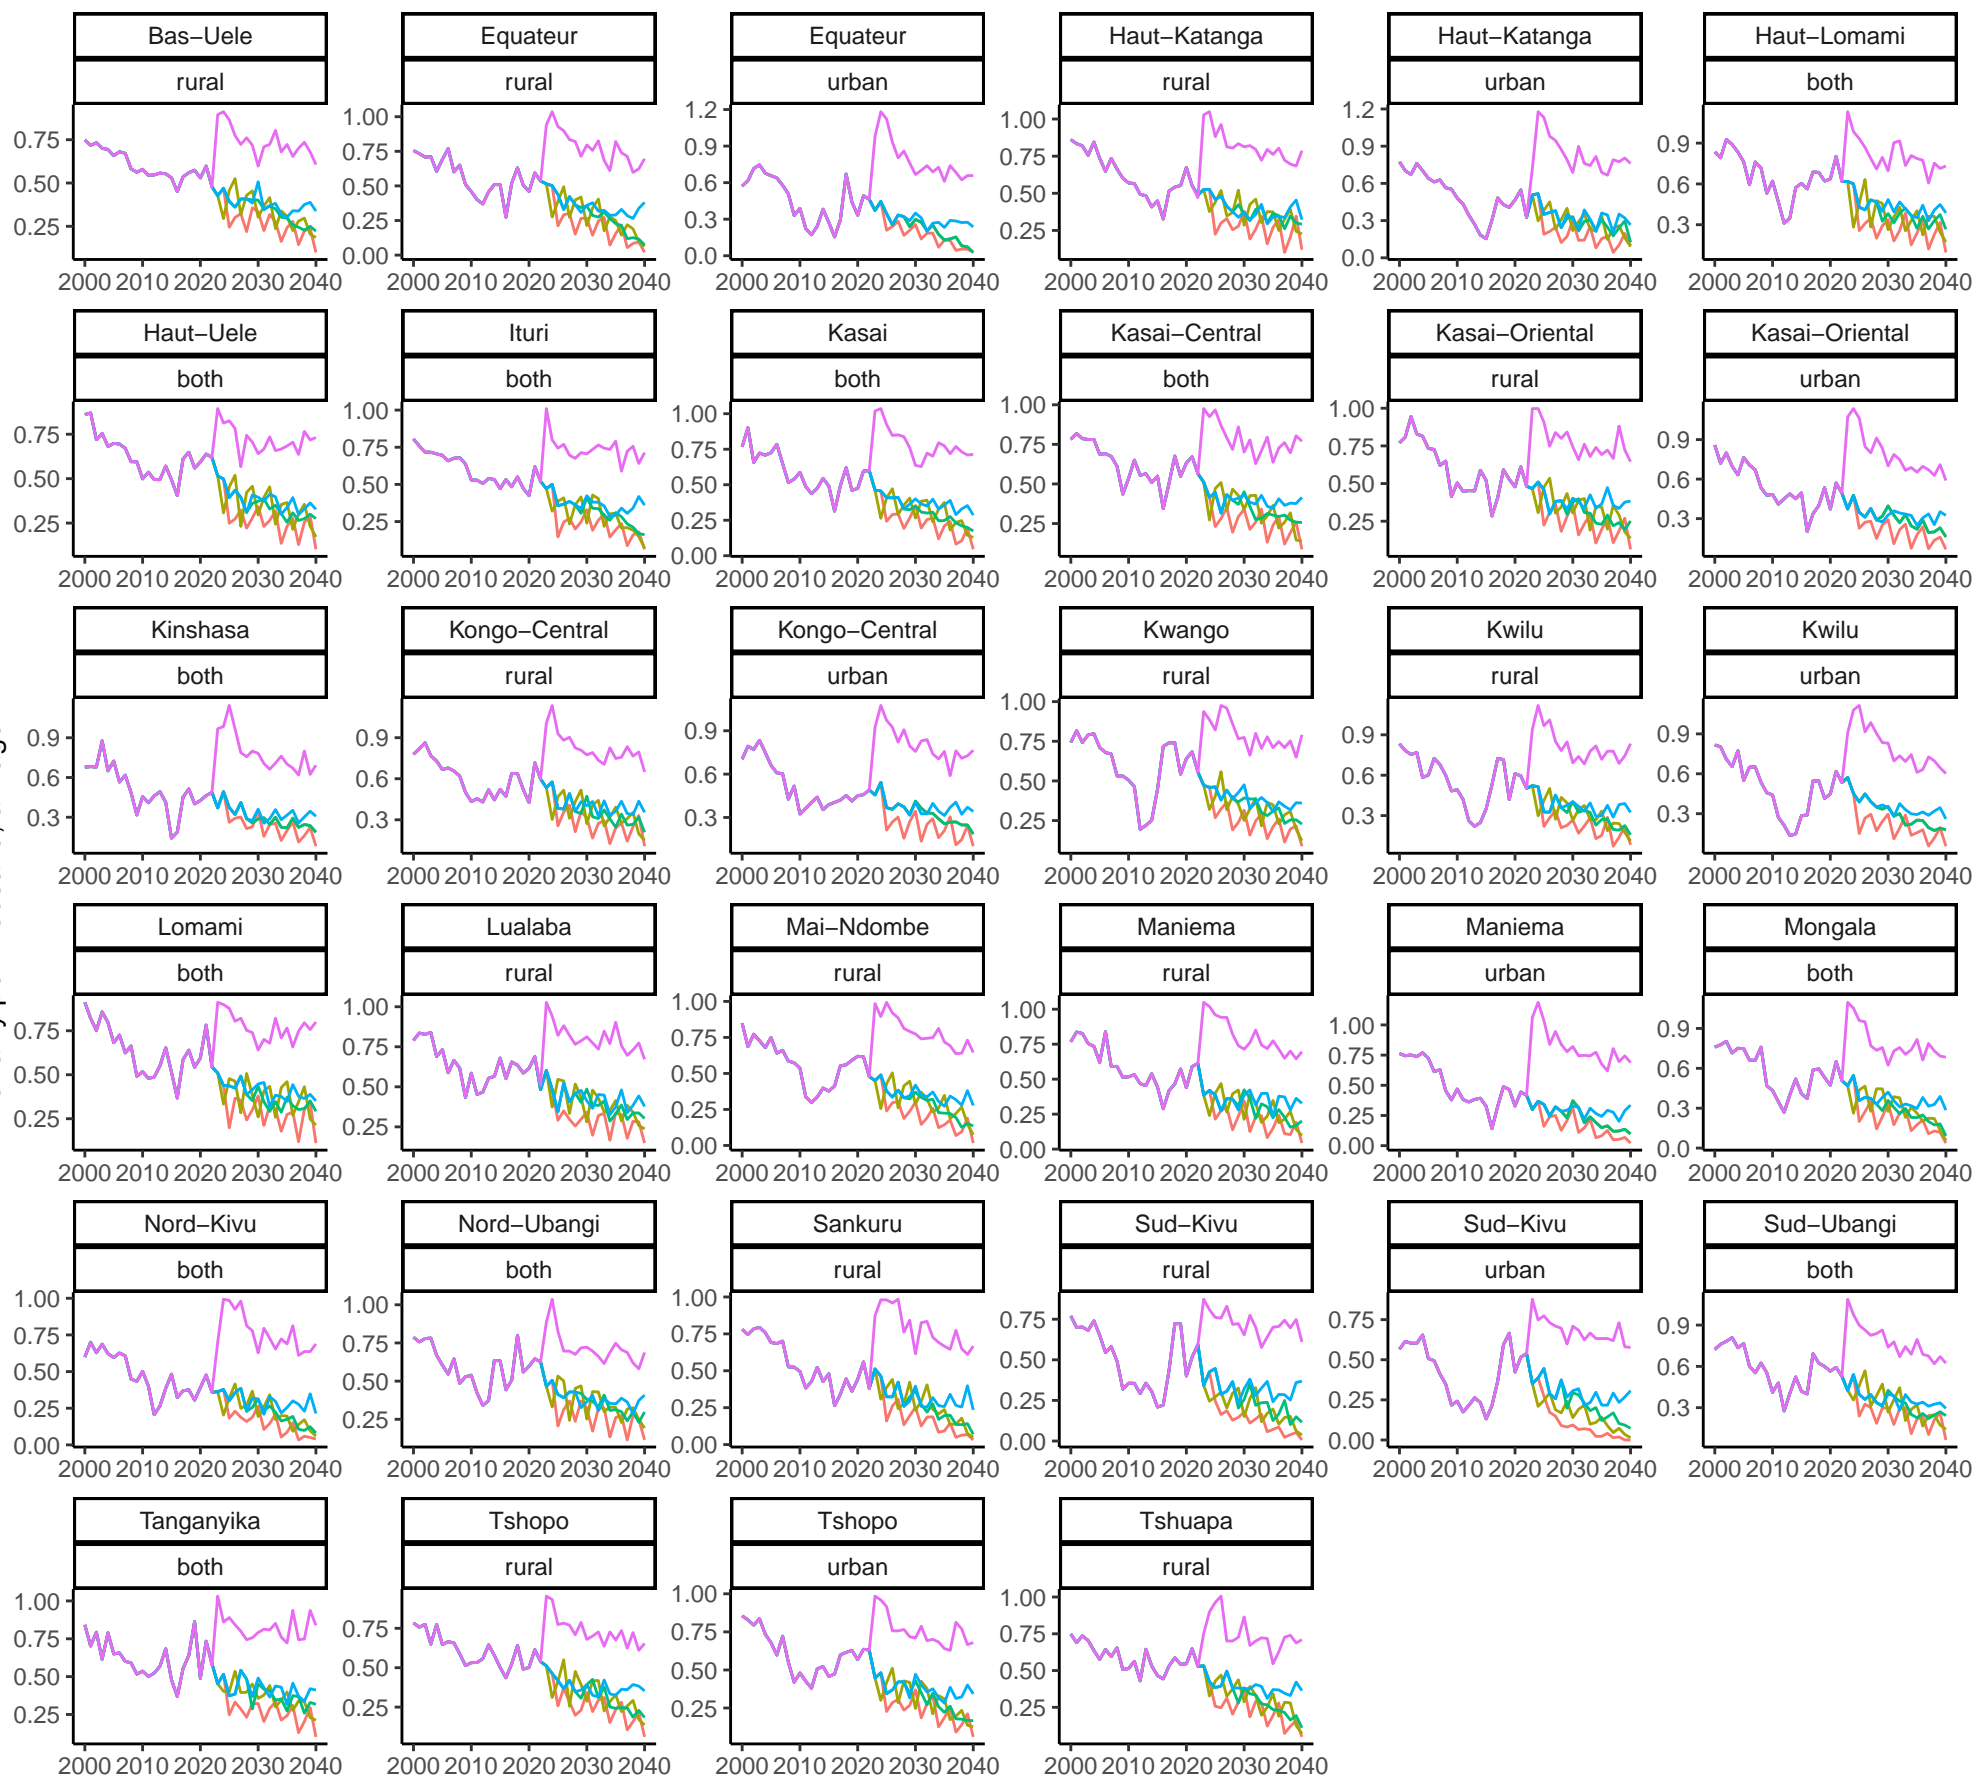 Bas−Uele Equateur Equateur Haut−Katanga Haut−Katanga Haut−Lomami
rural rural urban rural urban both
0.75 0.50 0.25
1.00 0.75 0.50 0.25 0.00
1.2 0.9 0.6 0.3 0.0
1.00 0.75 0.50 0.25
1.2 0.9 0.6 0.3 0.0
0.9 0.6 0.3
2000 2010 2020 2030 2040 2000 2010 2020 2030 2040 2000 2010 2020 2030 2040 2000 2010 2020 2030 2040 2000 2010 2020 2030 2040 2000 2010 2020 2030 2040
Haut−Uele Ituri Kasai Kasai−Central Kasai−Oriental Kasai−Oriental
both both both both rural urban
0.75 0.50 0.25
1.00 0.75 0.50 0.25
1.00 0.75 0.50 0.25 0.00
1.00 0.75 0.50 0.25
1.00 0.75 0.50 0.25
0.9 0.6 0.3
2000 2010 2020 2030 2040 2000 2010 2020 2030 2040 2000 2010 2020 2030 2040 2000 2010 2020 2030 2040 2000 2010 2020 2030 2040 2000 2010 2020 2030 2040
Kinshasa Kongo−Central Kongo−Central Kwango Kwilu Kwilu
both rural urban rural rural urban
0.9 0.6 0.3
0.9 0.6 0.3
0.9 0.6 0.3
1.00 0.75 0.50 0.25
0.9 0.6 0.3
0.9 0.6 0.3
2000 2010 2020 2030 2040 2000 2010 2020 2030 2040 2000 2010 2020 2030 2040 2000 2010 2020 2030 2040 2000 2010 2020 2030 2040 2000 2010 2020 2030 2040
Lomami Lualaba Mai−Ndombe Maniema Maniema Mongala
both rural rural rural urban both
0.75 0.50 0.25
1.00 0.75 0.50 0.25
1.00 0.75 0.50 0.25 0.00
1.00 0.75 0.50 0.25 0.00
1.00 0.75 0.50 0.25 0.00
0.9 0.6 0.3 0.0
2000 2010 2020 2030 2040 2000 2010 2020 2030 2040 2000 2010 2020 2030 2040 2000 2010 2020 2030 2040 2000 2010 2020 2030 2040 2000 2010 2020 2030 2040
Nord−Kivu Nord−Ubangi Sankuru Sud−Kivu Sud−Kivu Sud−Ubangi
both both rural rural urban both
1.00 0.75 0.50 0.25 0.00
1.00 0.75 0.50 0.25
1.00 0.75 0.50 0.25 0.00
0.75 0.50 0.25 0.00
0.75 0.50 0.25 0.00
0.9 0.6 0.3
2000 2010 2020 2030 2040 2000 2010 2020 2030 2040 2000 2010 2020 2030 2040 2000 2010 2020 2030 2040 2000 2010 2020 2030 2040 2000 2010 2020 2030 2040
Tanganyika Tshopo Tshopo Tshuapa
both rural urban rural
1.00 0.75 0.50 0.25
0.75 0.50 0.25
1.00 0.75 0.50 0.25 0.00
1.00 0.75 0.50 0.25
2000 2010 2020 2030 2040 2000 2010 2020 2030 2040 2000 2010 2020 2030 2040 2000 2010 2020 2030 2040